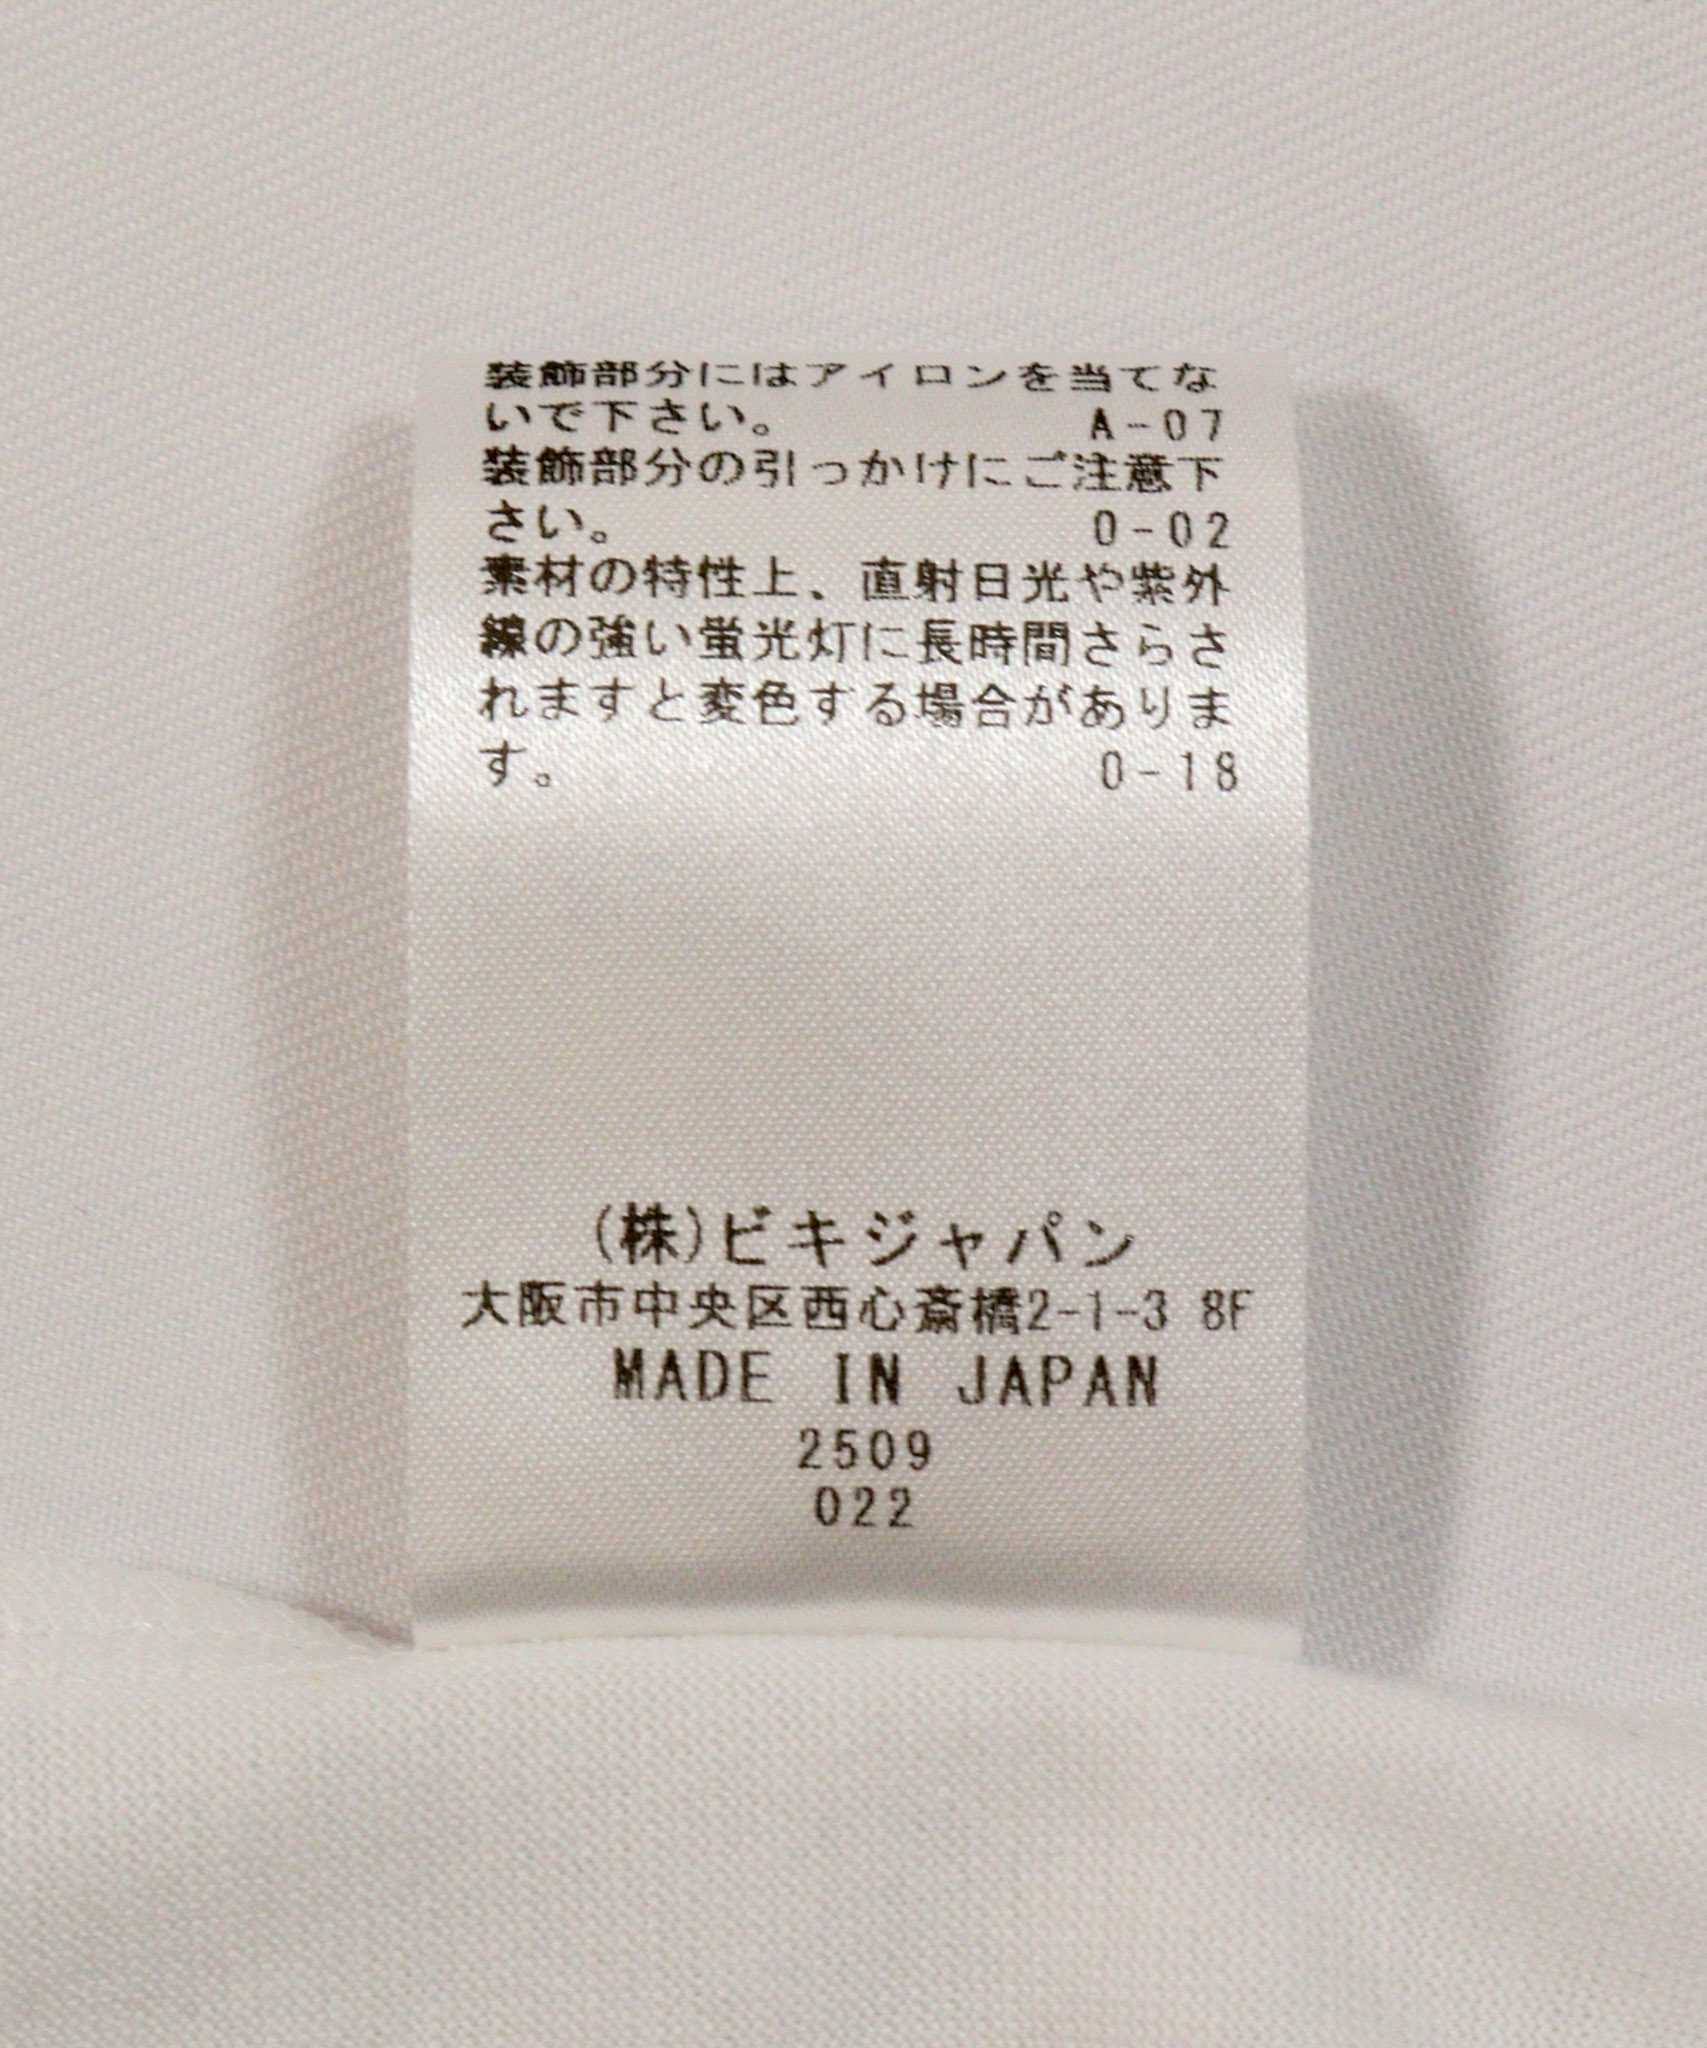 装飾部分にはアイロンを当てな
いで下さい。 A-07
装飾部分の引っかけにご注意下
さい。 0-02
素材の特性上、直射日光や紫外
線の強い蛍光灯に長時間さらさ
れますと変色する場合がありま
す。 0-18
(株)ビキジャパン
大阪市中央区西心斎橋2-1-3 8F
MADE IN JAPAN
2509
022